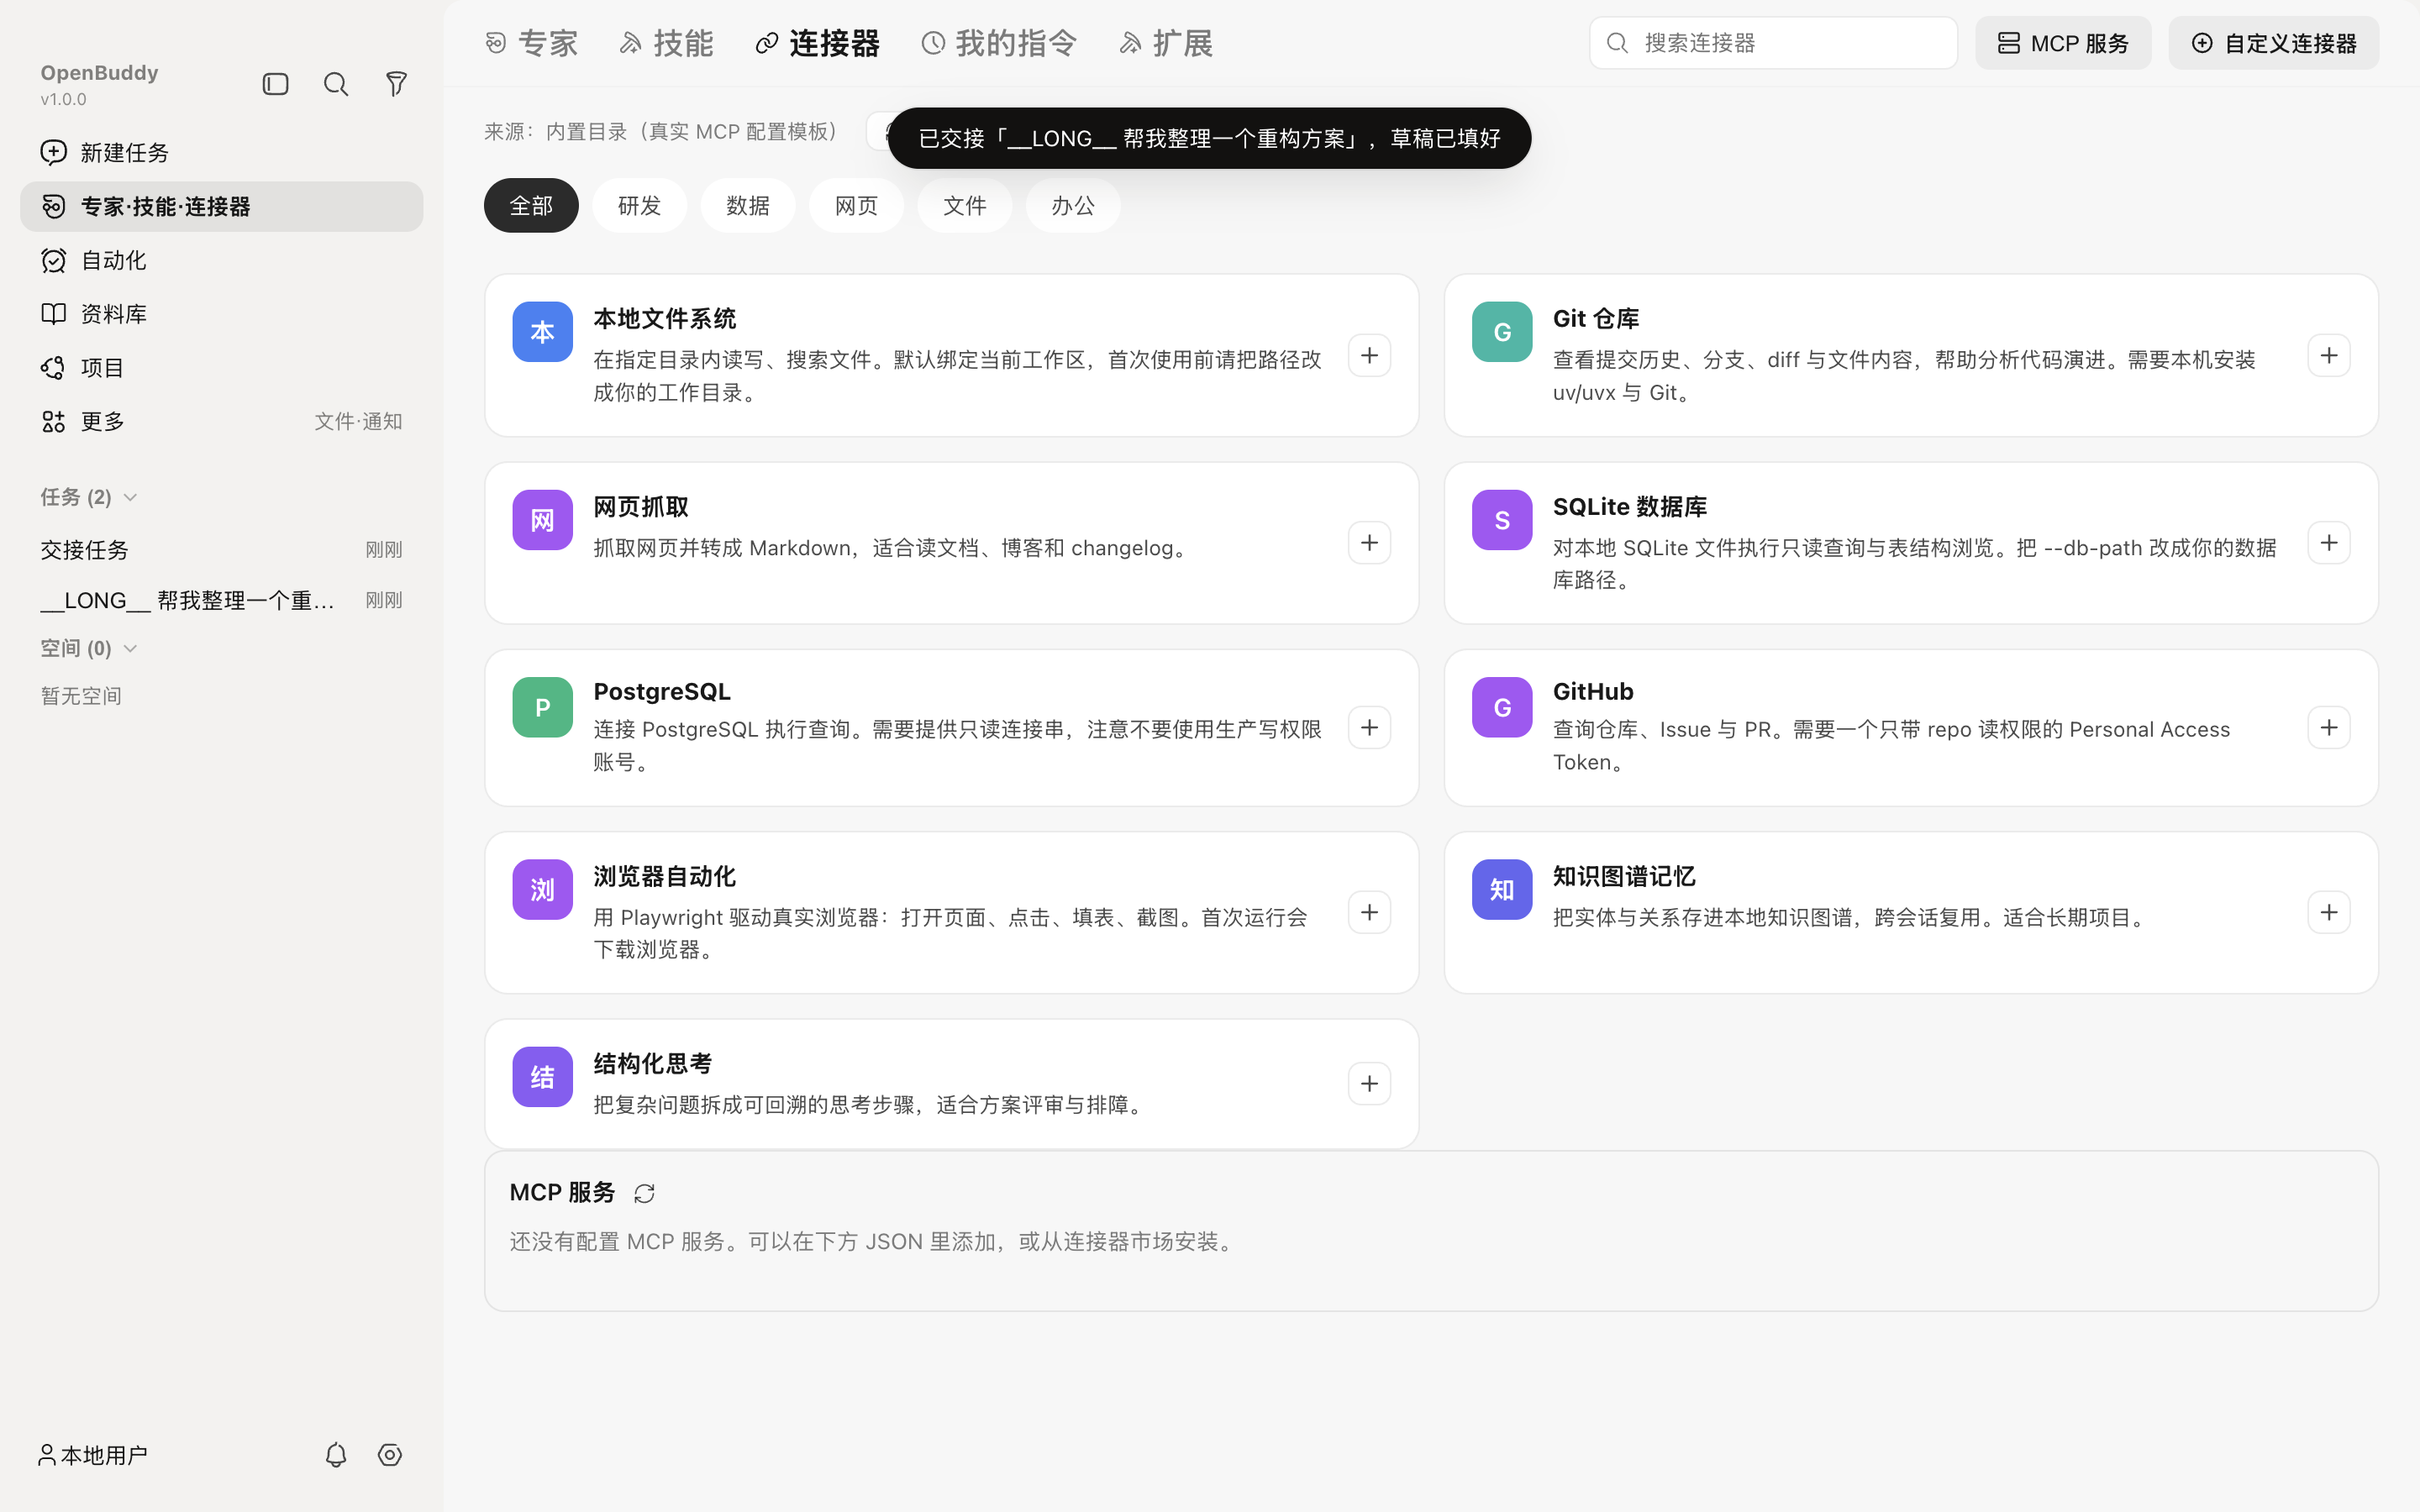 OpenBuddy
v1.0.0
新建任务
专家·技能·连接器
自动化
资料库
项目
更多 文件·通知
任务 (2)
交接任务 刚刚
__LONG__ 帮我整理一个重… 刚刚
空间 (0)
暂无空间
本地用户
专家 技能 连接器 我的指令 扩展
搜索连接器
MCP 服务
自定义连接器
来源：内置目录（真实 MCP 配置模板）
已交接「__LONG__ 帮我整理一个重构方案」，草稿已填好
全部 研发 数据 网页 文件 办公
本
本地文件系统
在指定目录内读写、搜索文件。默认绑定当前工作区，首次使用前请把路径改
成你的工作目录。
G
Git 仓库
查看提交历史、分支、diff 与文件内容，帮助分析代码演进。需要本机安装
uv/uvx 与 Git。
网
网页抓取
抓取网页并转成 Markdown，适合读文档、博客和 changelog。
S
SQLite 数据库
对本地 SQLite 文件执行只读查询与表结构浏览。把 --db-path 改成你的数据
库路径。
P
PostgreSQL
连接 PostgreSQL 执行查询。需要提供只读连接串，注意不要使用生产写权限
账号。
G
GitHub
查询仓库、Issue 与 PR。需要一个只带 repo 读权限的 Personal Access
Token。
浏
浏览器自动化
用 Playwright 驱动真实浏览器：打开页面、点击、填表、截图。首次运行会
下载浏览器。
知
知识图谱记忆
把实体与关系存进本地知识图谱，跨会话复用。适合长期项目。
结
结构化思考
把复杂问题拆成可回溯的思考步骤，适合方案评审与排障。
MCP 服务
还没有配置 MCP 服务。可以在下方 JSON 里添加，或从连接器市场安装。